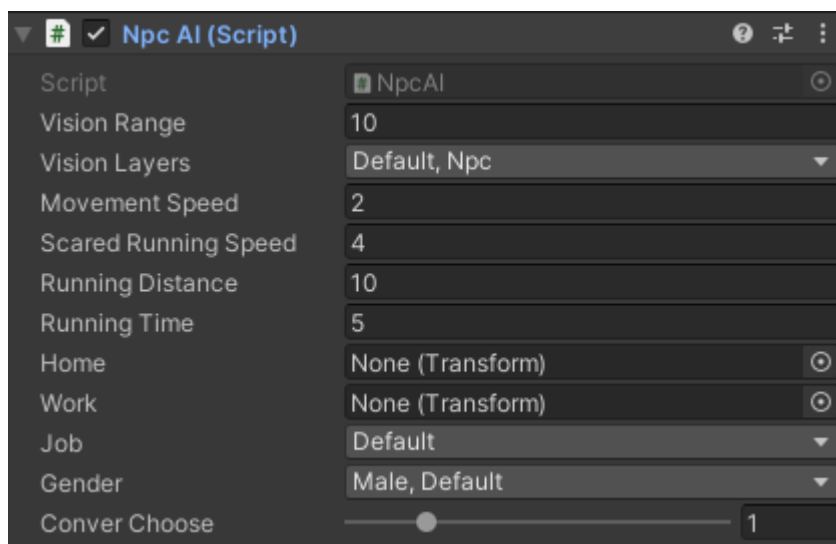 Npc AI (Script)
Script NpcAI
Vision Range 10
Vision Layers Default, Npc
Movement Speed 2
Scared Running Speed 4
Running Distance 10
Running Time 5
Home None (Transform)
Work None (Transform)
Job Default
Gender Male, Default
Conver Choose 1